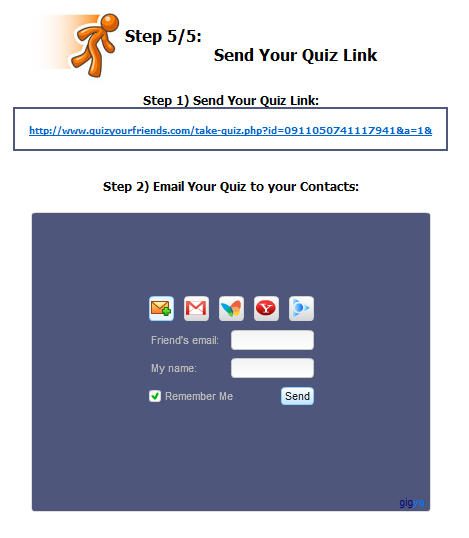 Step 5/5:
Send Your Quiz Link
Step 1) Send Your Quiz Link:
http://www.quizyourfriends.com/take-quiz.php?id=0911050741117941&a=1&
Step 2) Email Your Quiz to your Contacts:
Friend's email:
My name:
Remember Me
Send
gigya